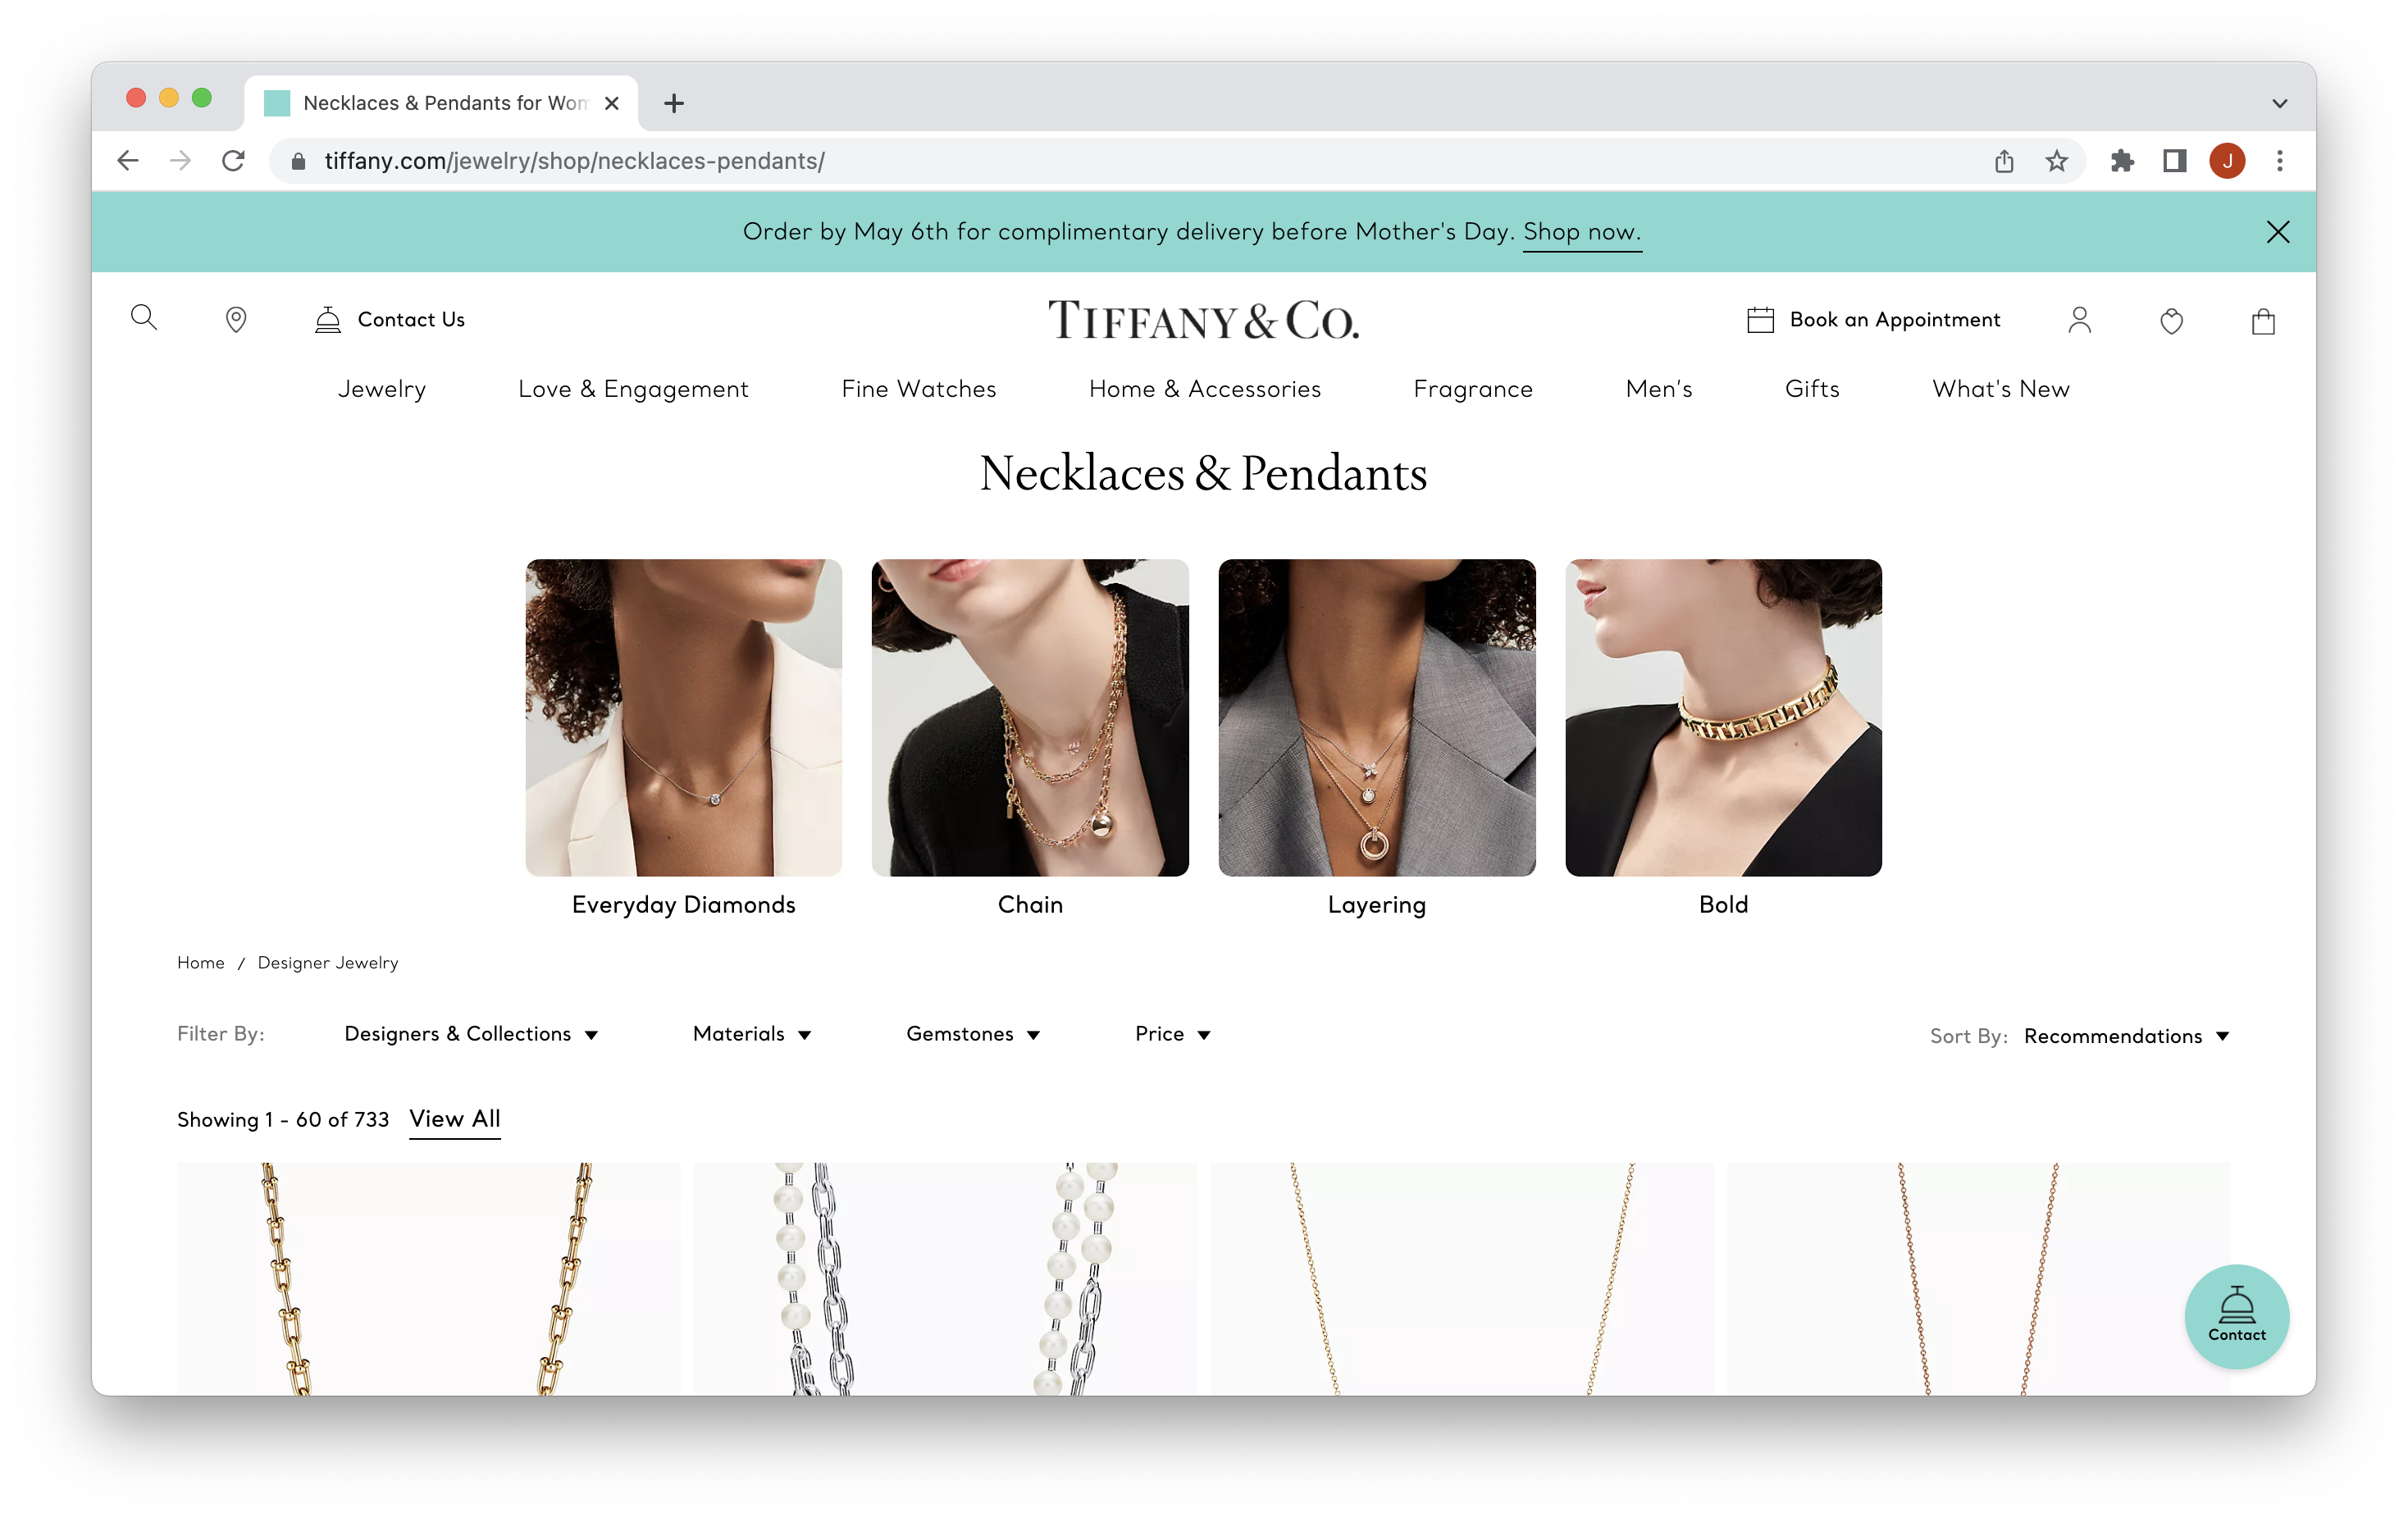 Necklaces & Pendants for Wom
tiffany.com/jewelry/shop/necklaces-pendants/
J
Order by May 6th for complimentary delivery before Mother's Day. Shop now.
Contact Us
TIFFANY & CO.
Book an Appointment
Jewelry
Love & Engagement
Fine Watches
Home & Accessories
Fragrance
Men's
Gifts
What's New
Necklaces & Pendants
Everyday Diamonds
Chain
Layering
Bold
Home / Designer Jewelry
Filter By:
Designers & Collections
Materials
Gemstones
Price
Sort By: Recommendations
Showing 1 - 60 of 733 View All
Contact